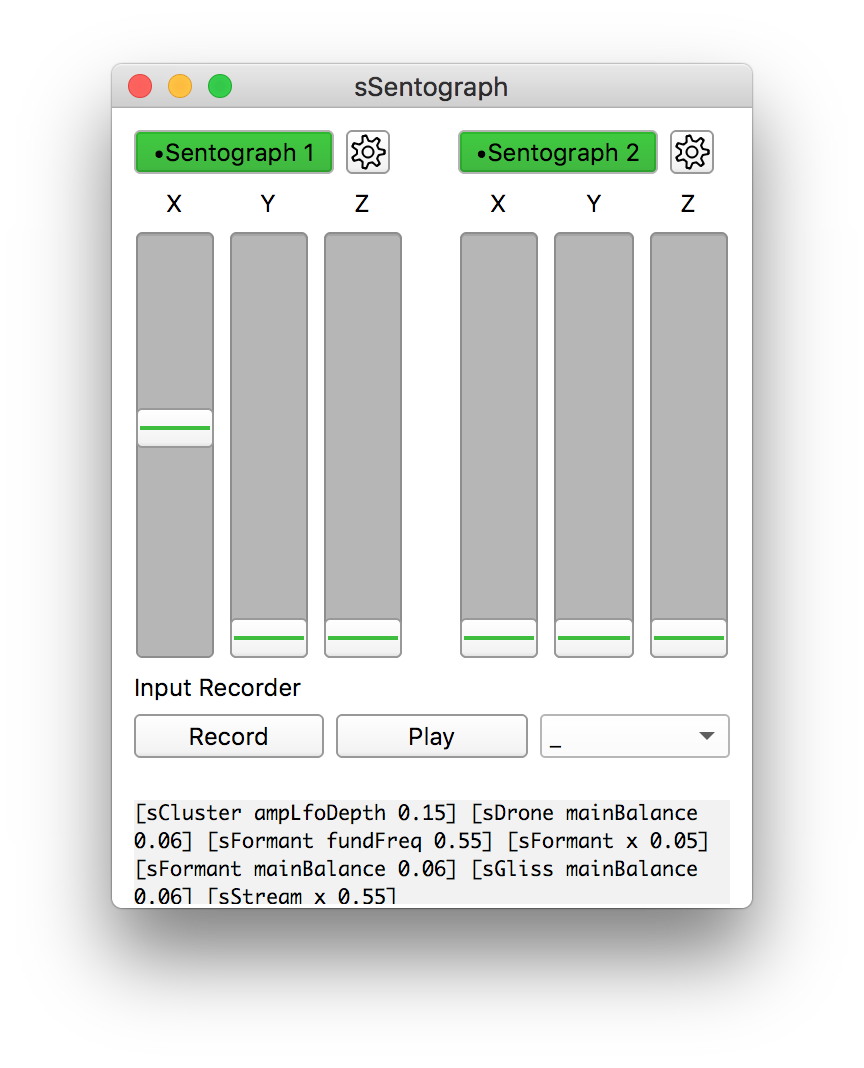 sSentograph
•Sentograph 1
•Sentograph 2
X Y Z X Y Z
Input Recorder
Record Play _
[sCluster ampLfoDepth 0.15] [sDrone mainBalance
0.06] [sFormant fundFreq 0.55] [sFormant x 0.05]
[sFormant mainBalance 0.06] [sGliss mainBalance
0.06] [sStream x 0.55]